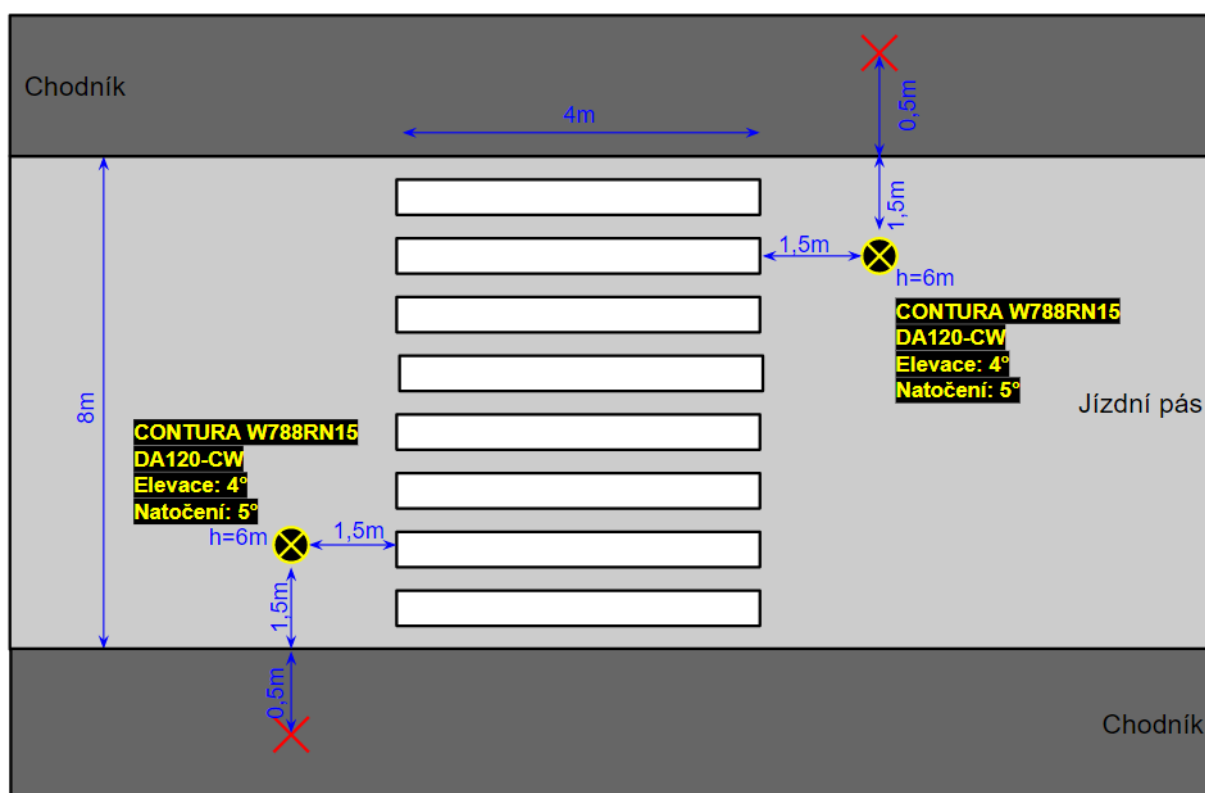 Chodník
4m
0,5m
1,5m
1,5m
h=6m
CONTURA W788RN15
DA120-CW
Elevace: 4°
Natočení: 5°
Jízdní pás
8m
CONTURA W788RN15
DA120-CW
Elevace: 4°
Natočení: 5°
h=6m
1,5m
1,5m
0,5m
Chodník